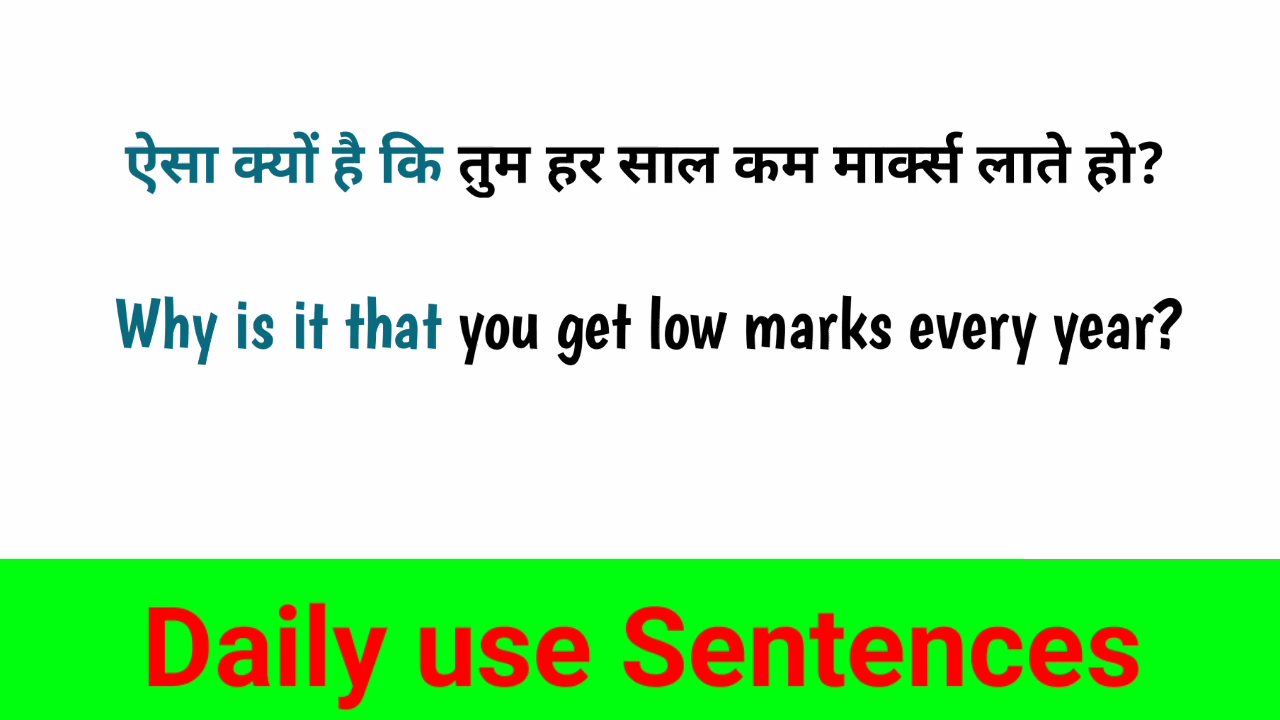 ऐसा क्यों है कि तुम हर साल कम मार्क्स लाते हो?
Why is it that you get low marks every year?
Daily use Sentences